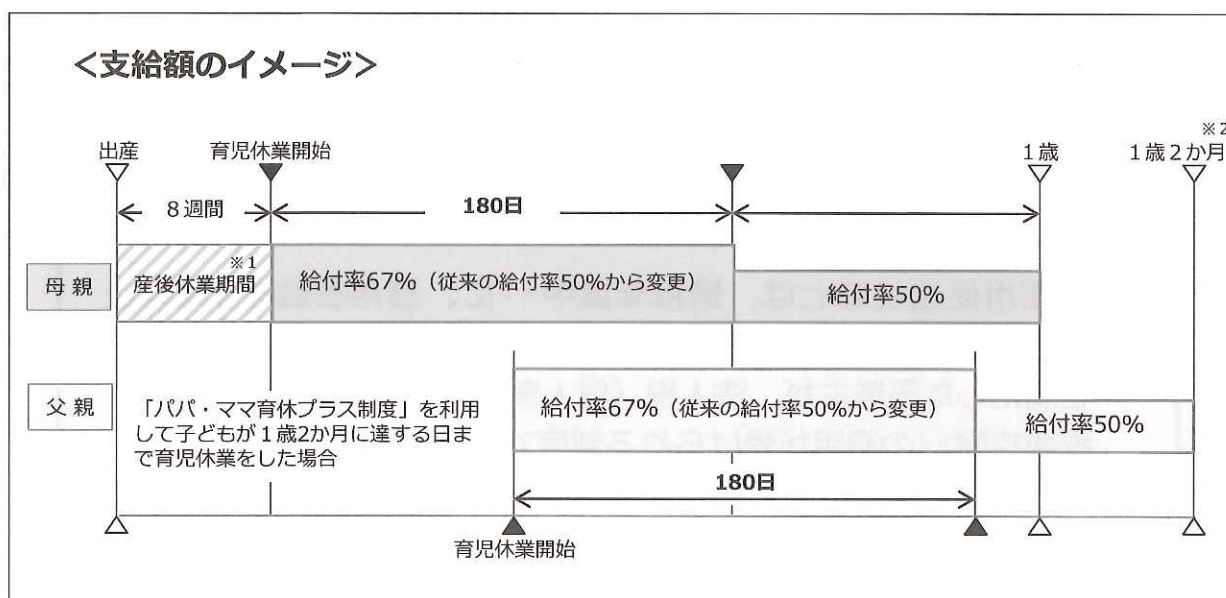 <支給額のイメージ>
※2
出産 育児休業開始 1歳 1歳2か月
8週間 180日
※1
母親 産後休業期間 給付率67%(従来の給付率50%から変更) 給付率50%
父親
「パパ・ママ育休プラス制度」を利用
して子どもが1歳2か月に達する日ま
で育児休業をした場合
給付率67%(従来の給付率50%から変更) 給付率50%
180日
育児休業開始